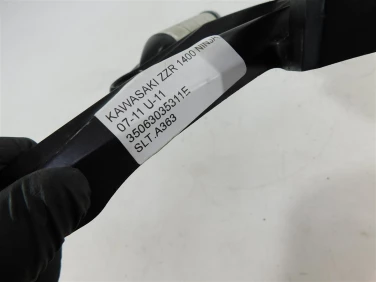 KAWASAKI ZZR 1400 NINJA
07-11 U-11
35063035311E
SLT.A363